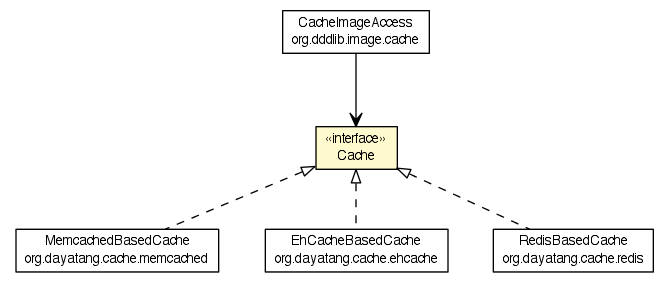 CacheImageAccess
org.dddlib.image.cache
«interface»
Cache
MemcachedBasedCache
org.dayatang.cache.memcached
EhCacheBasedCache
org.dayatang.cache.ehcache
RedisBasedCache
org.dayatang.cache.redis